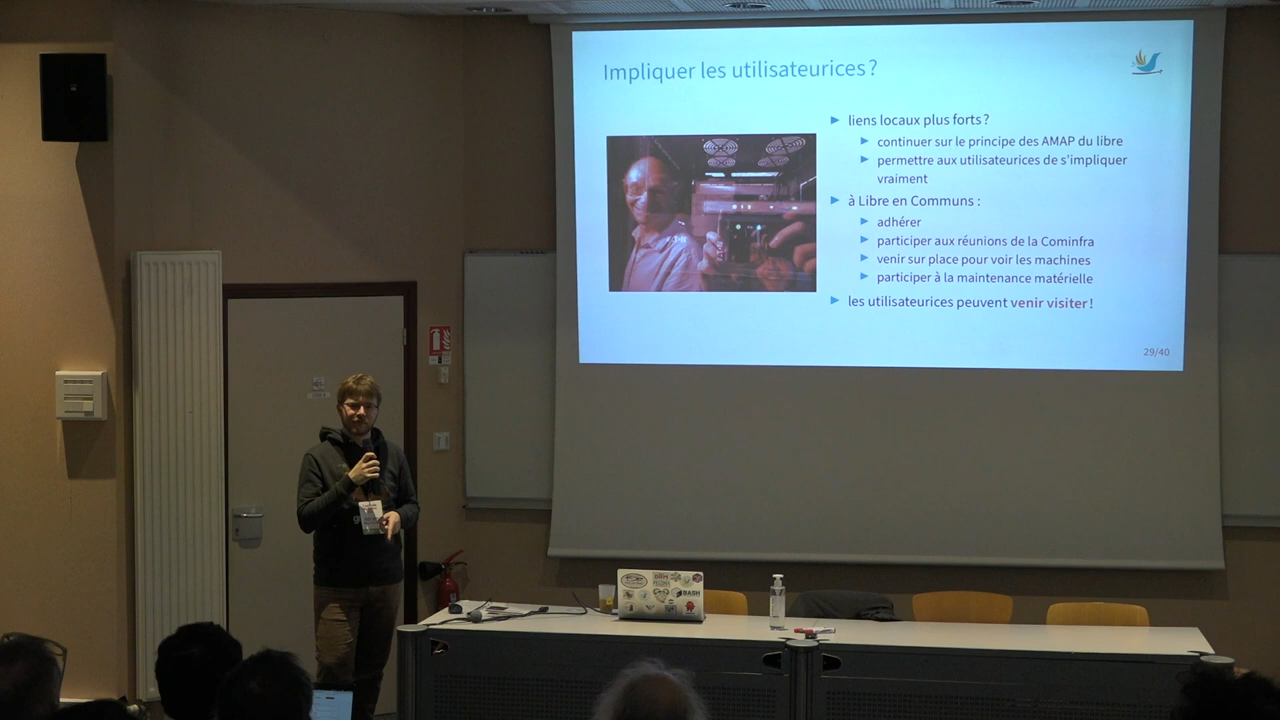 Impliquer les utilisateurices ?
liens locaux plus forts ?
continuer sur le principe des AMAP du libre
permettre aux utilisateurices de s'impliquer
vraiment
à Libre en Communs :
adhérer
participer aux réunions de la Cominfra
venir sur place pour voir les machines
participer à la maintenance matérielle
les utilisateurices peuvent venir visiter !
29/40
BASH